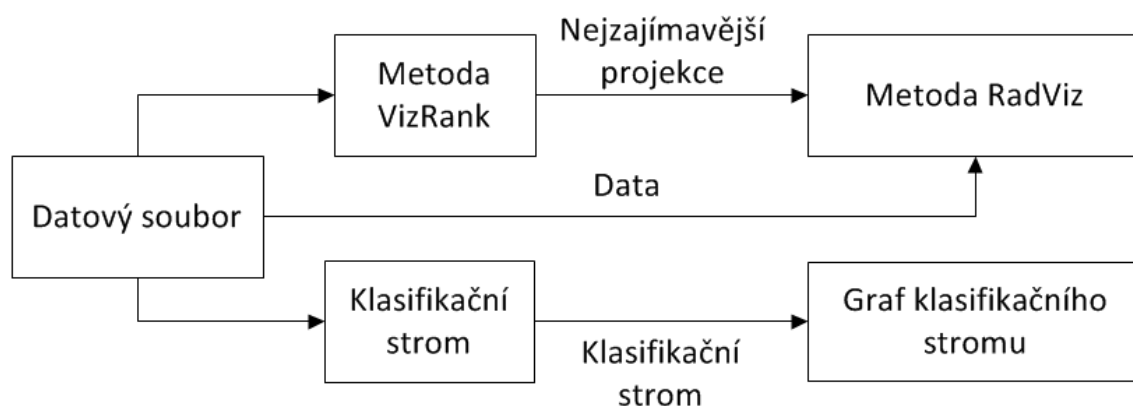 Nejzajímavější
projekce
Metoda
VizRank
Metoda RadViz
Data
Datový soubor
Klasifikační
strom
Klasifikační
strom
Graf klasifikačního
stromu